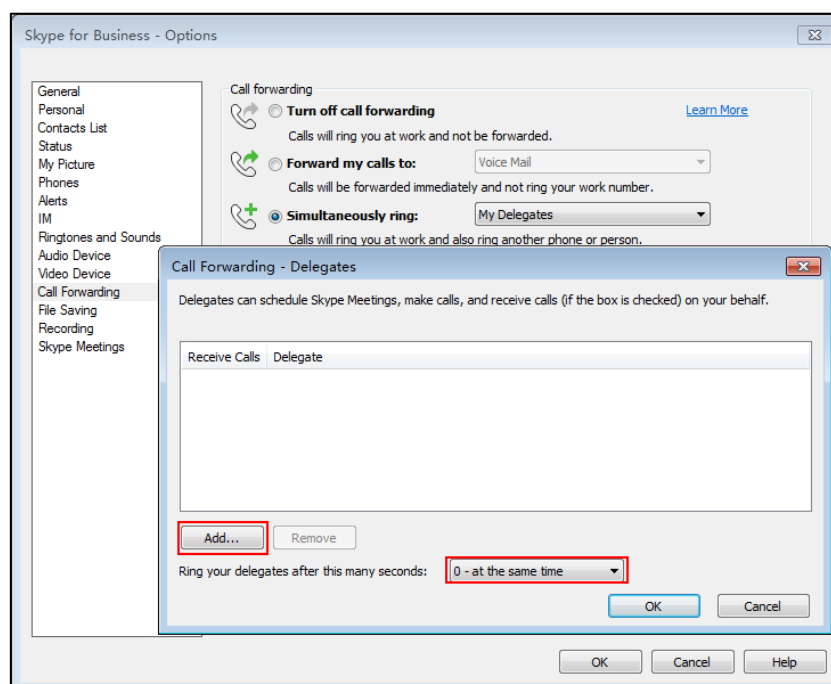 Skype for Business - Options
General
Personal
Contacts List
Status
My Picture
Phones
Alerts
IM
Ringtones and Sounds
Audio Device
Video Device
Call Forwarding
File Saving
Recording
Skype Meetings
Call forwarding
Turn off call forwarding
Learn More
Calls will ring you at work and not be forwarded.
Forward my calls to:
Voice Mail
Calls will be forwarded immediately and not ring your work number.
Simultaneously ring:
My Delegates
Calls will ring you at work and also ring another phone or person.
Call Forwarding - Delegates
Delegates can schedule Skype Meetings, make calls, and receive calls (if the box is checked) on your behalf.
Receive Calls Delegate
Add... Remove
Ring your delegates after this many seconds: 0 - at the same time
OK Cancel
OK Cancel Help